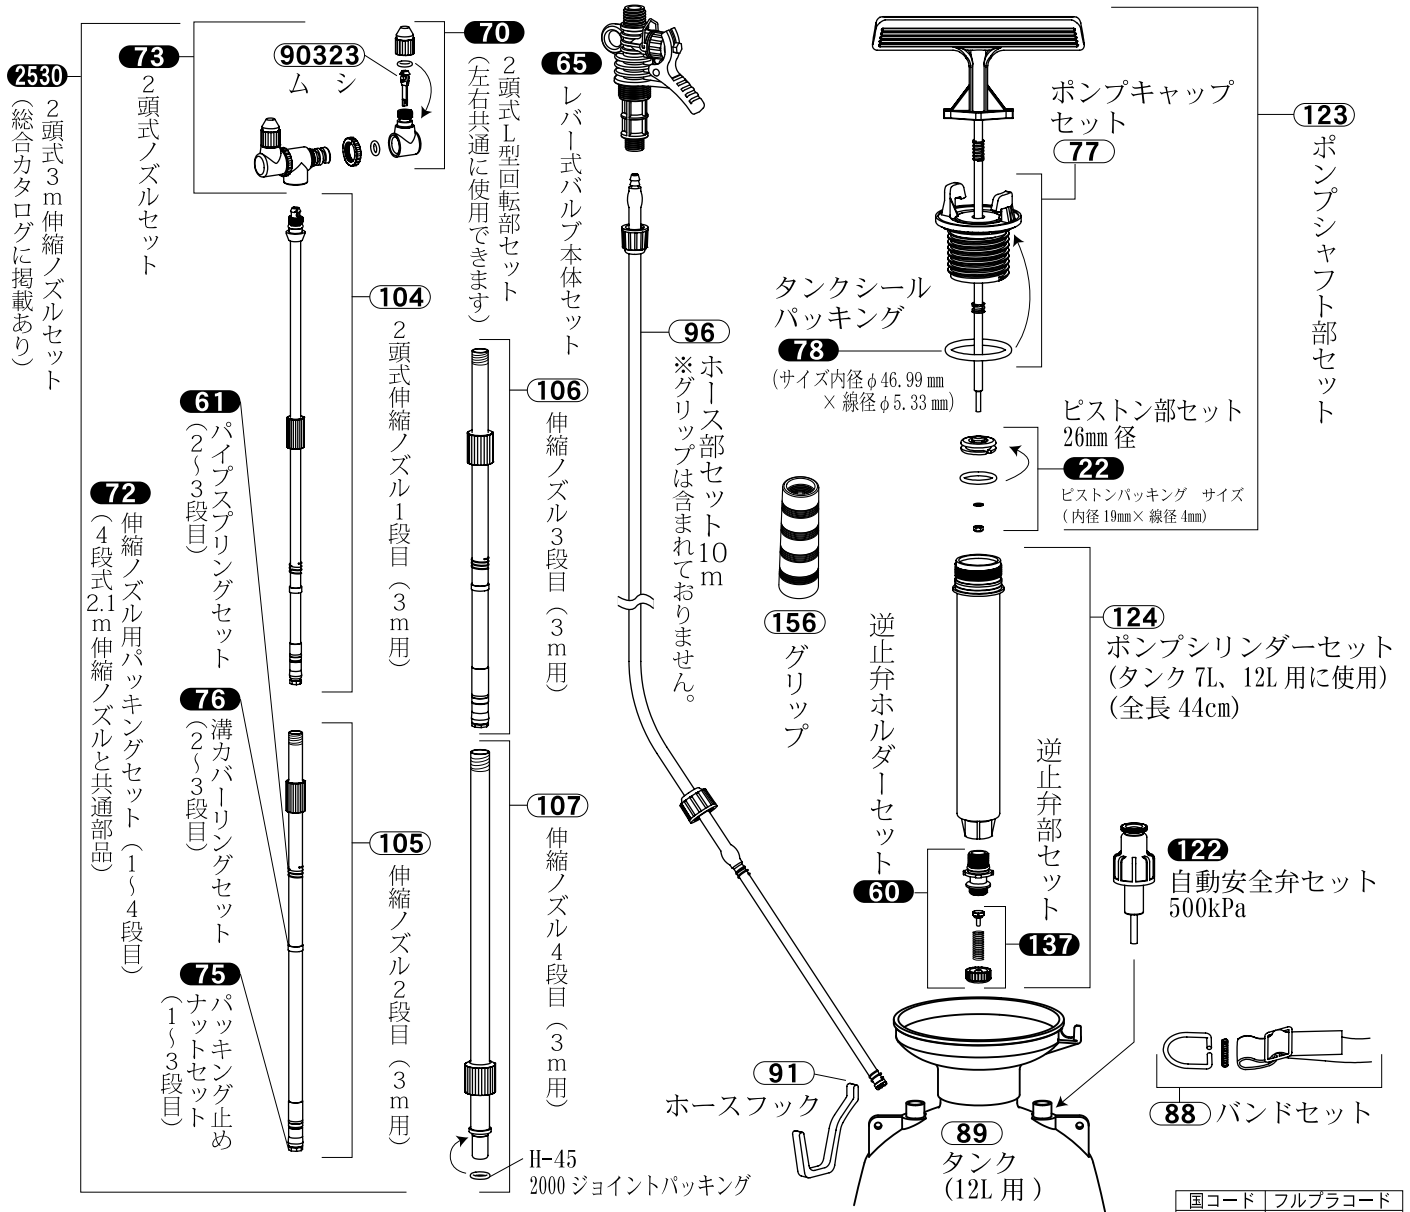 2530
2頭式3m伸縮ノズルセット
(総合カタログに掲載あり)
73
2頭式ノズルセット
90323
ムシ
70
2頭式L型回転部セット
(左右共通に使用できます)
104
2頭式伸縮ノズル1段目(3m用)
61
パイプスプリングセット
(2~3段目)
72
伸縮ノズル用パッキングセット(1~4段目)
(4段式2.1m伸縮ノズルと共通部品)
76
溝カバーリングセット
(2~3段目)
75
パッキング止め
ナットセット
(1~3段目)
105
伸縮ノズル2段目(3m用)
106
伸縮ノズル3段目(3m用)
107
伸縮ノズル4段目(3m用)
H-45
2000 ジョイントパッキング
65
レバー式バルブ本体セット
96
ホース部セット10m
※グリップは含まれておりません。
ポンプキャップ
セット
77
123
ポンプシャフト部セット
タンクシール
パッキング
78
(サイズ内径φ46.99㎜
×線径φ5.33㎜)
ピストン部セット
26㎜径
22
ピストンパッキング サイズ
(内径19㎜×線径4㎜)
156
グリップ
124
ポンプシリンダーセット
(タンク 7L、12L 用に使用)
(全長 44㎝)
逆止弁ホルダーセット
60
逆止弁部セット
137
122
自動安全弁セット
500kPa
91
ホースフック
89
タンク
(12L 用 )
88 バンドセット
国コード フルプラコード